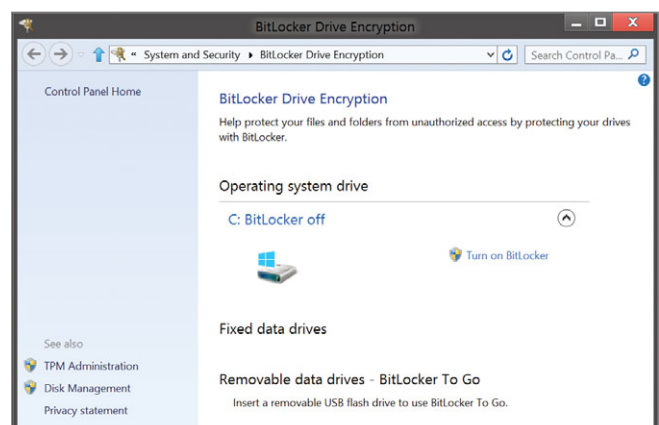 BitLocker Drive Encryption
« System and Security ▸ BitLocker Drive Encryption
Search Control Pa...
Control Panel Home
BitLocker Drive Encryption
Help protect your files and folders from unauthorized access by protecting your drives
with BitLocker.
Operating system drive
C: BitLocker off
Turn on BitLocker
Fixed data drives
See also
TPM Administration
Disk Management
Privacy statement
Removable data drives - BitLocker To Go
Insert a removable USB flash drive to use BitLocker To Go.